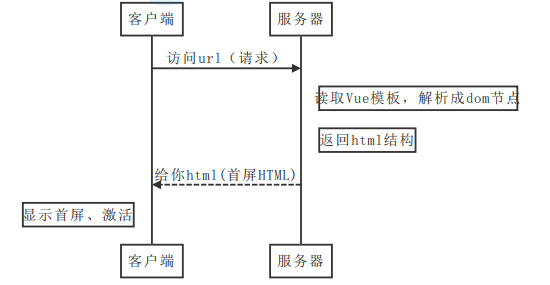 客户端
服务器
访问url（请求）
读取Vue模板，解析成dom节点
返回html结构
给你html(首屏HTML)
显示首屏、激活
客户端
服务器